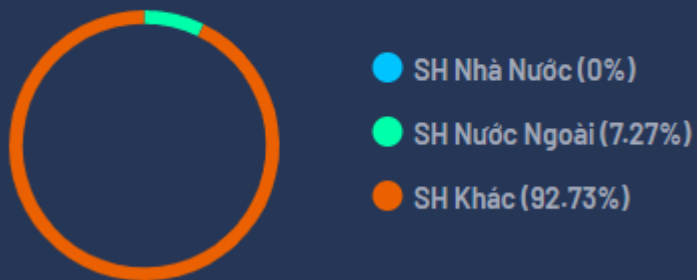 SH Nhà Nước (0%)
SH Nước Ngoài (7.27%)
SH Khác (92.73%)